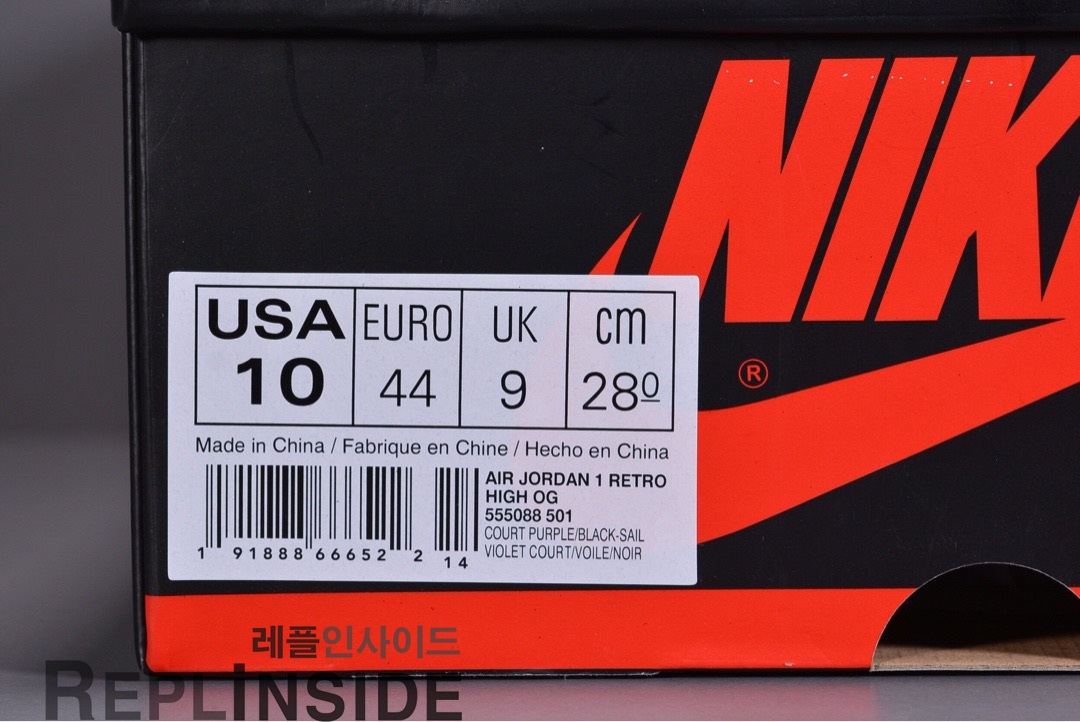 NIK
®
USA EURO UK cm
10 44 9 28 0
Made in China / Fabrique en Chine / Hecho en China
AIR JORDAN 1 RETRO
HIGH OG
555088 501
COURT PURPLE/BLACK-SAIL
VIOLET COURT/VOILE/NOIR
1 91888 66652 2 14
레플인사이드
REPLINSIDE